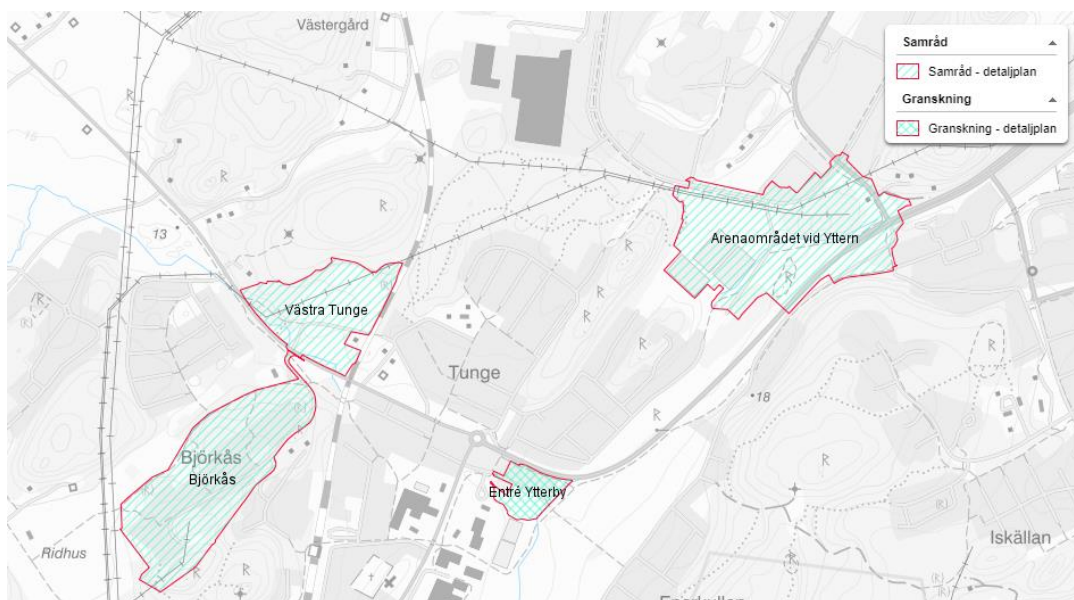 Västergård
Samråd
Samråd - detaljplan
Granskning
Granskning - detaljplan
R
R
15
13
Arenaområdet vid Yttern
R
R
(R)
Västra Tunge
R
(R)
R
R
Tunge
18
R
R
R
Björkås
Björkås
Entré Ytterby
R
Iskällan
Ridhus
R
R
(R)
(R)